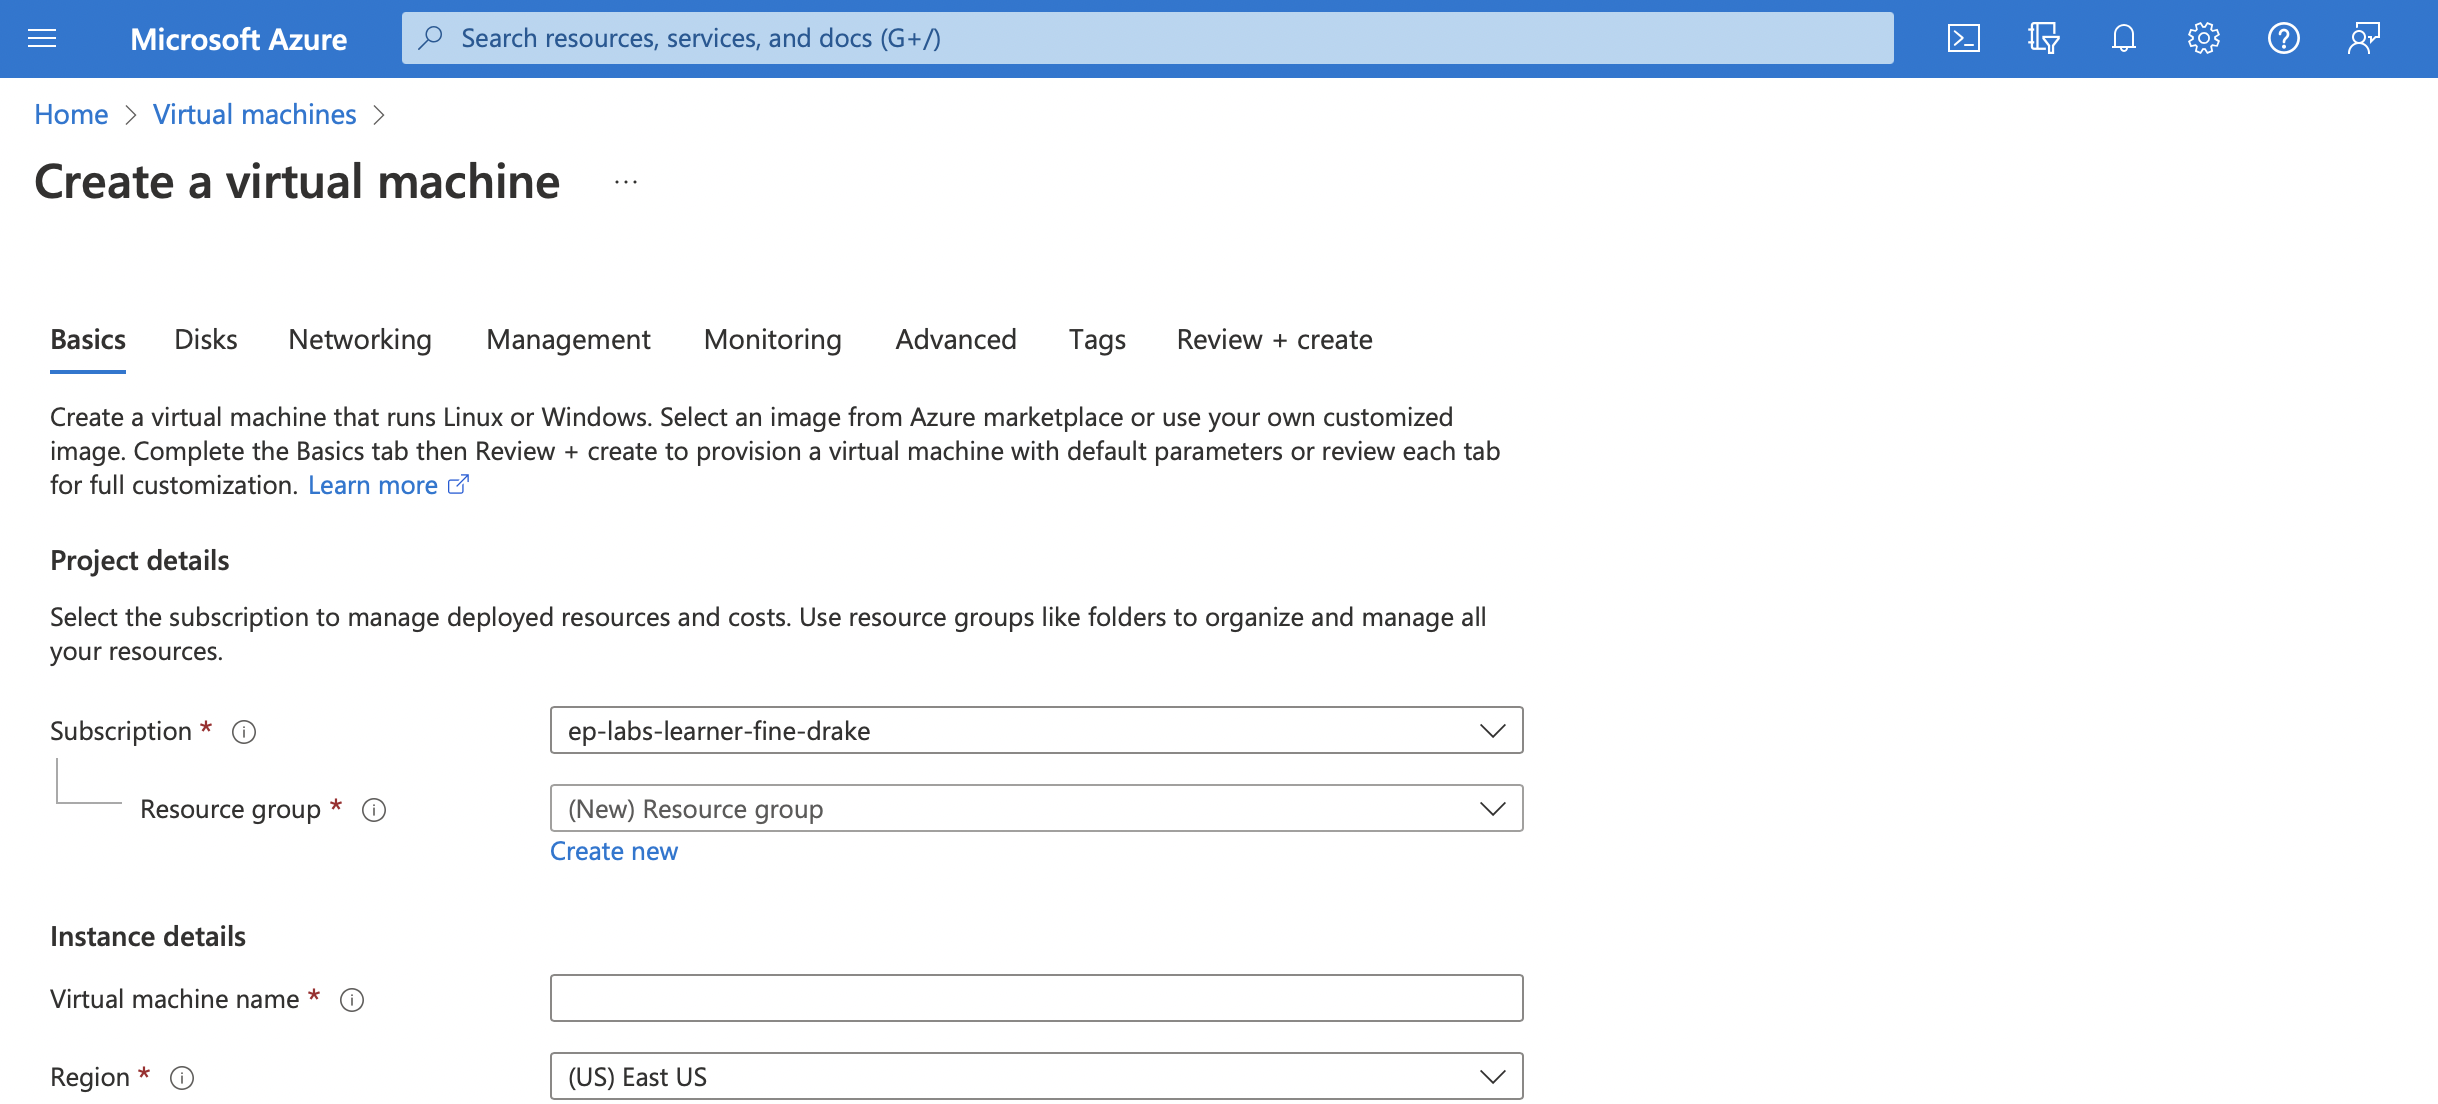 Microsoft Azure
Search resources, services, and docs (G+/)
Home > Virtual machines >
Create a virtual machine ...
Basics Disks Networking Management Monitoring Advanced Tags Review + create
Create a virtual machine that runs Linux or Windows. Select an image from Azure marketplace or use your own customized
image. Complete the Basics tab then Review + create to provision a virtual machine with default parameters or review each tab
for full customization. Learn more
Project details
Select the subscription to manage deployed resources and costs. Use resource groups like folders to organize and manage all
your resources.
Subscription * ep-labs-learner-fine-drake
Resource group * (New) Resource group
Create new
Instance details
Virtual machine name *
Region * (US) East US